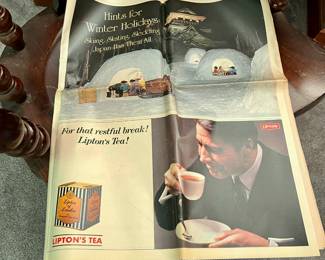 Hints for
Winter Holidays:
Skiing, Skating, Sledding
Japan Has Them All
For that restful break!
Lipton's Tea!
LIPTON
Lipton
LIPTON'S TEA